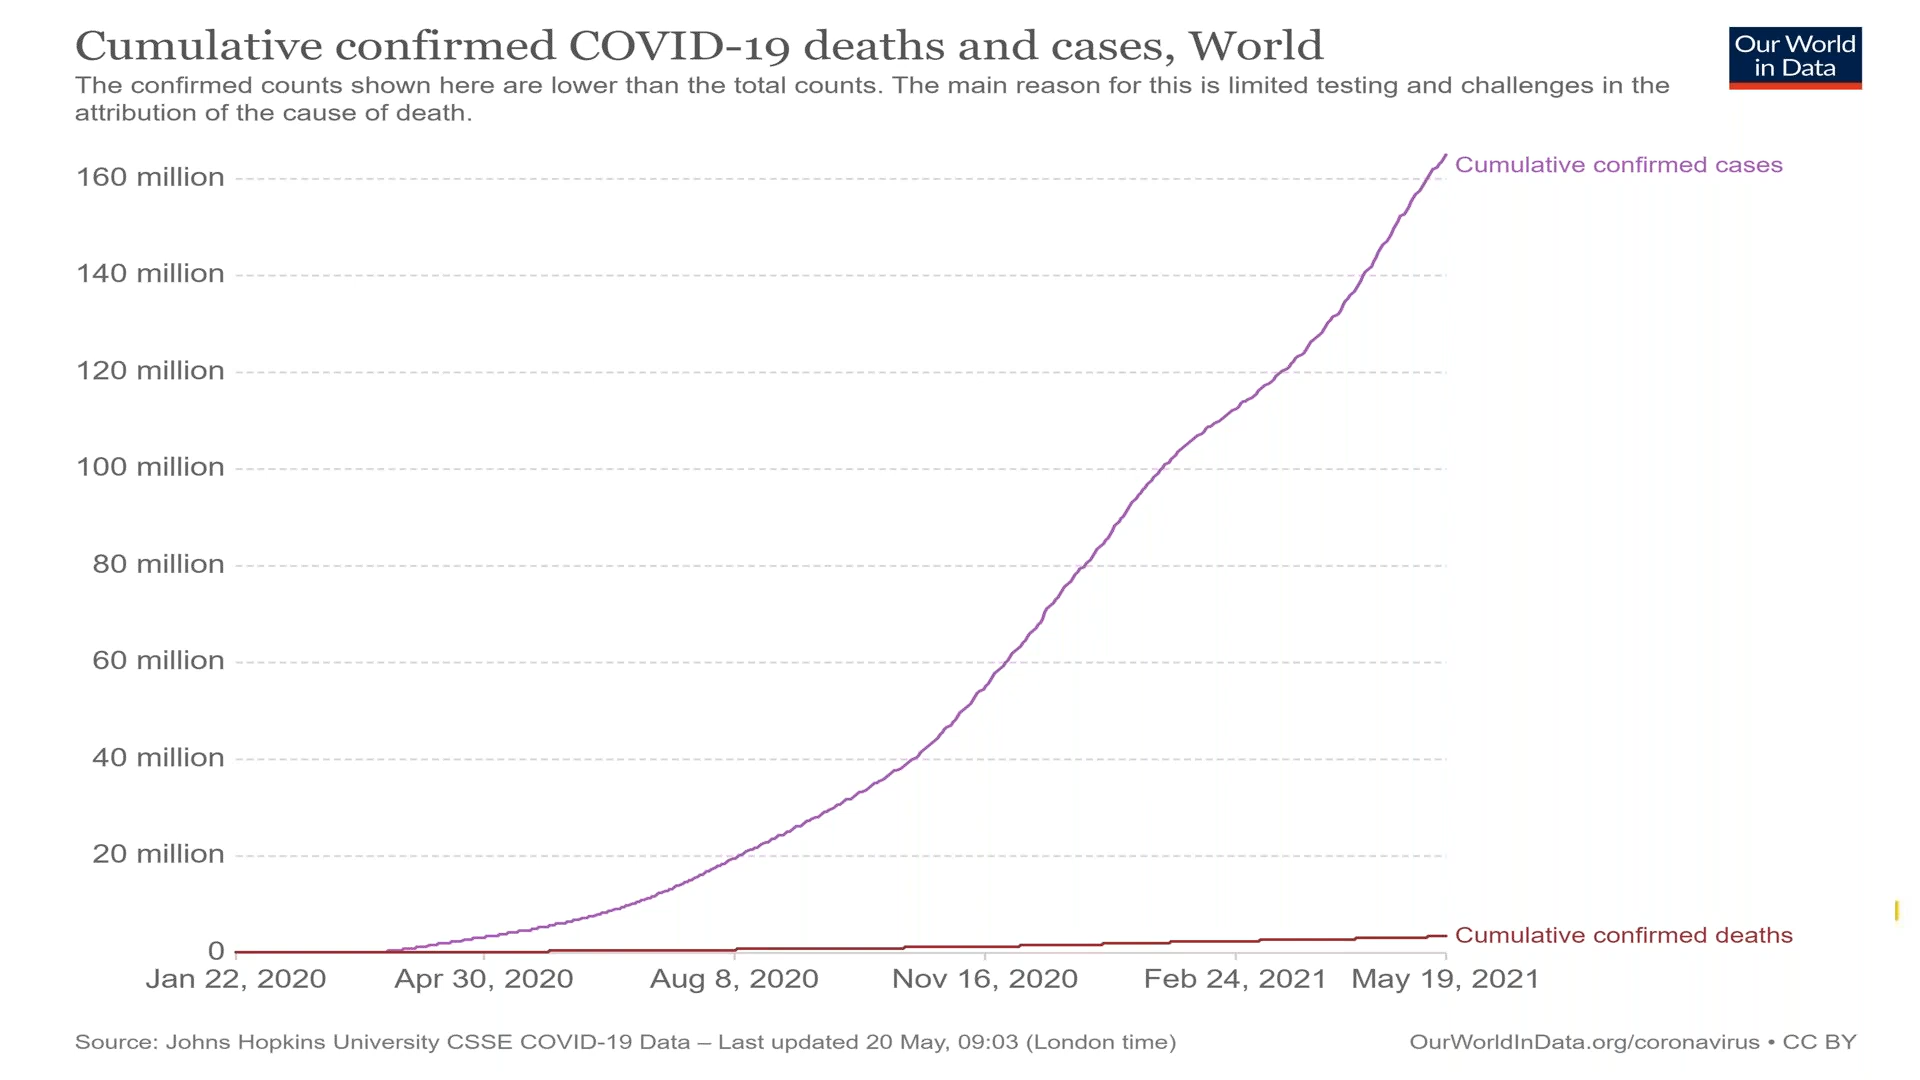 Cumulative confirmed COVID-19 deaths and cases, World
Our World
in Data
The confirmed counts shown here are lower than the total counts. The main reason for this is limited testing and challenges in the
attribution of the cause of death.
160 million
Cumulative confirmed cases
140 million
120 million
100 million
80 million
60 million
40 million
20 million
Cumulative confirmed deaths
0
Jan 22, 2020 Apr 30, 2020 Aug 8, 2020 Nov 16, 2020 Feb 24, 2021 May 19, 2021
Source: Johns Hopkins University CSSE COVID-19 Data – Last updated 20 May, 09:03 (London time)
OurWorldInData.org/coronavirus • CC BY